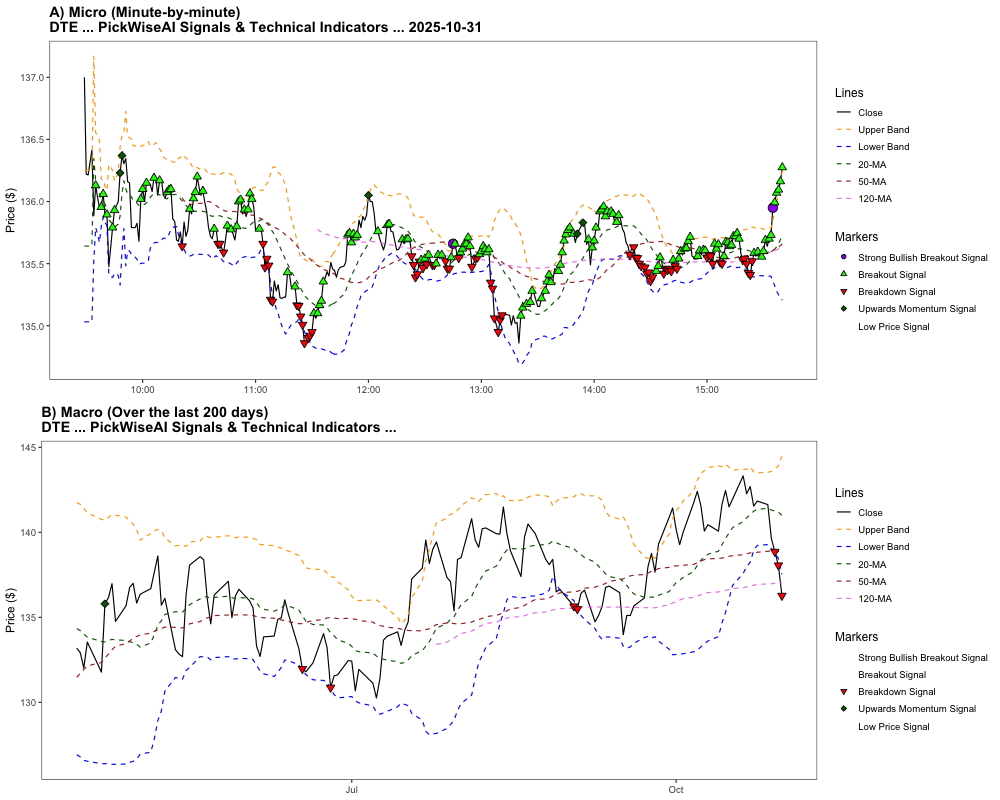 A) Micro (Minute-by-minute)
DTE ... PickWiseAI Signals & Technical Indicators ... 2025-10-31
Price ($)
137.0
136.5
136.0
135.5
135.0
10:00
11:00
12:00
13:00
14:00
15:00
Lines
Close
Upper Band
Lower Band
20-MA
50-MA
120-MA
Markers
Strong Bullish Breakout Signal
Breakout Signal
Breakdown Signal
Upwards Momentum Signal
Low Price Signal
B) Macro (Over the last 200 days)
DTE ... PickWiseAI Signals & Technical Indicators ...
Price ($)
145
140
135
130
Jul
Oct
Lines
Close
Upper Band
Lower Band
20-MA
50-MA
120-MA
Markers
Strong Bullish Breakout Signal
Breakout Signal
Breakdown Signal
Upwards Momentum Signal
Low Price Signal